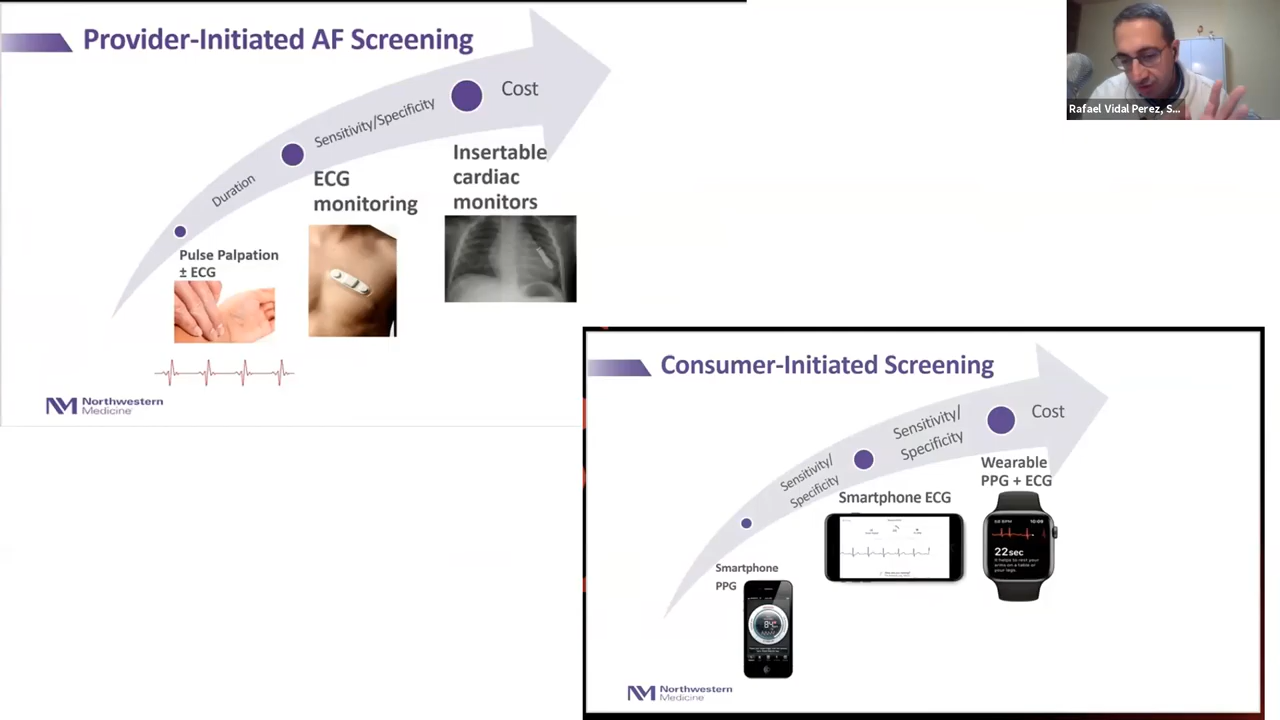 Provider-Initiated AF Screening
Cost
Sensitivity/Specificity
Duration
Insertable
cardiac
monitors
ECG
monitoring
Pulse Palpation
± ECG
Northwestern
Medicine
Rafael Vidal Perez, S...
Consumer-Initiated Screening
Cost
Sensitivity/
Specificity
Sensitivity/
Specificity
Wearable
PPG + ECG
Smartphone ECG
Smartphone
PPG
22sec
Northwestern
Medicine